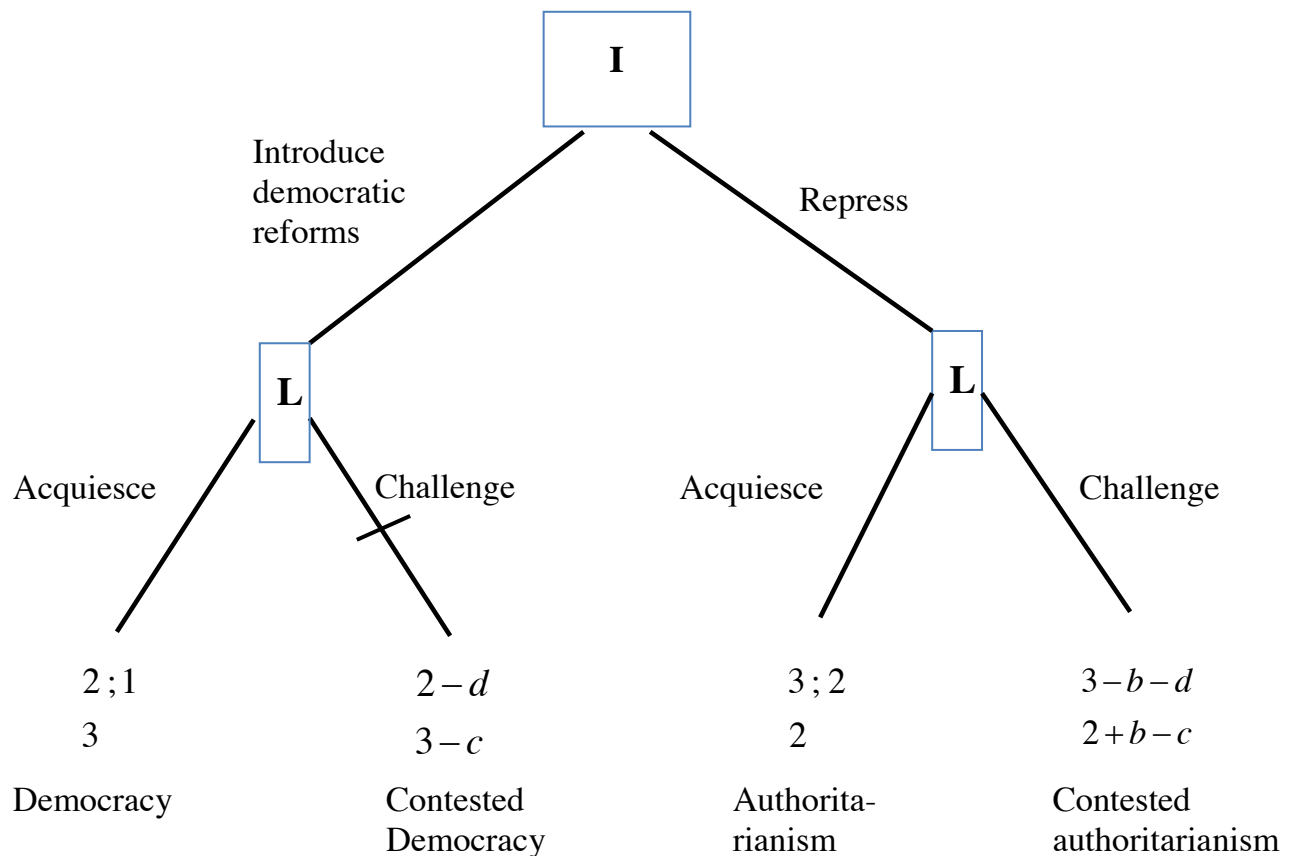 I
Introduce
democratic
reforms
Repress
L
L
Acquiesce
Challenge
Acquiesce
Challenge
2 ; 1
3
2 − d
3 − c
3 ; 2
2
3 − b − d
2 + b − c
Democracy
Contested
Democracy
Authorita-
rianism
Contested
authoritarianism